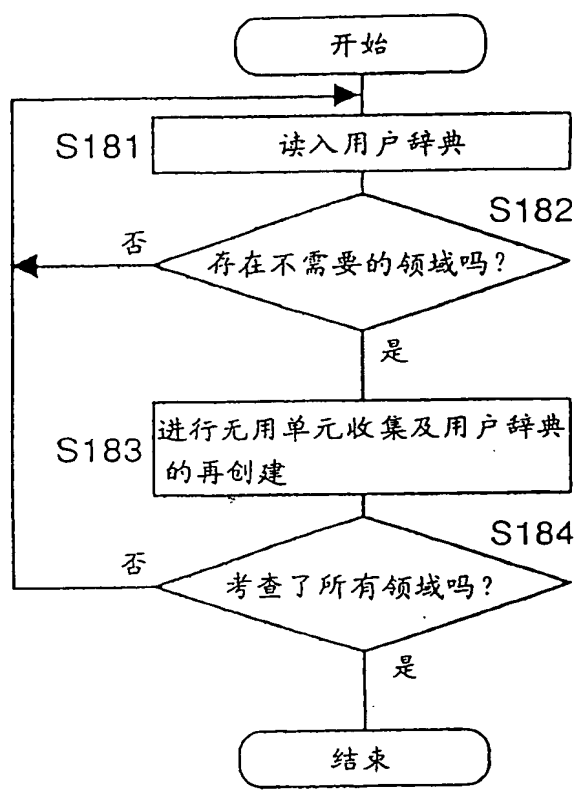 开始
S181
读入用户辞典
S182
否
存在不需要的领域吗?
是
S183
进行无用单元收集及用户辞典
的再创建
S184
否
考查了所有领域吗?
是
结束